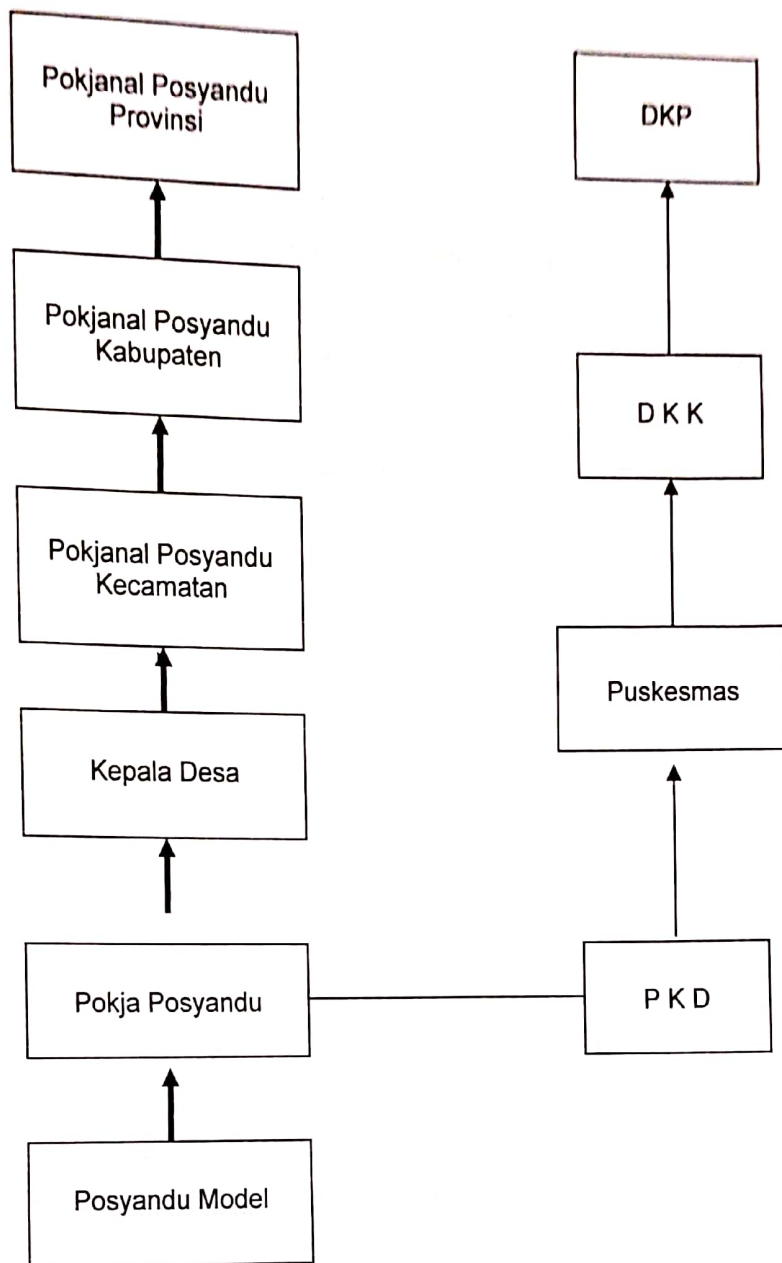 Pokjanal Posyandu
Provinsi
DKP
Pokjanal Posyandu
Kabupaten
D K K
Pokjanal Posyandu
Kecamatan
Puskesmas
Kepala Desa
Pokja Posyandu
P K D
Posyandu Model